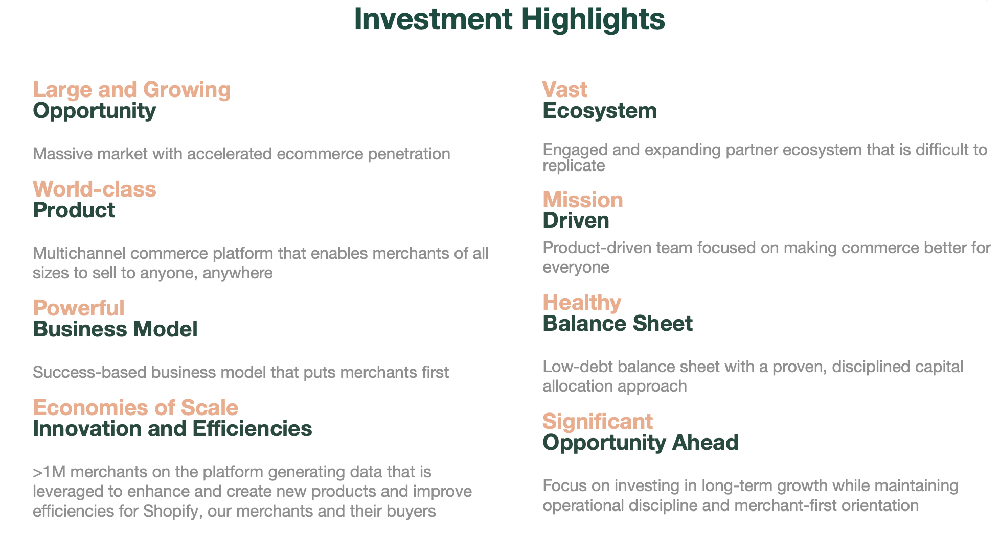 Investment Highlights
Large and Growing
Opportunity
Massive market with accelerated ecommerce penetration
World-class
Product
Multichannel commerce platform that enables merchants of all
sizes to sell to anyone, anywhere
Powerful
Business Model
Success-based business model that puts merchants first
Economies of Scale
Innovation and Efficiencies
>1M merchants on the platform generating data that is
leveraged to enhance and create new products and improve
efficiencies for Shopify, our merchants and their buyers
Vast
Ecosystem
Engaged and expanding partner ecosystem that is difficult to
replicate
Mission
Driven
Product-driven team focused on making commerce better for
everyone
Healthy
Balance Sheet
Low-debt balance sheet with a proven, disciplined capital
allocation approach
Significant
Opportunity Ahead
Focus on investing in long-term growth while maintaining
operational discipline and merchant-first orientation